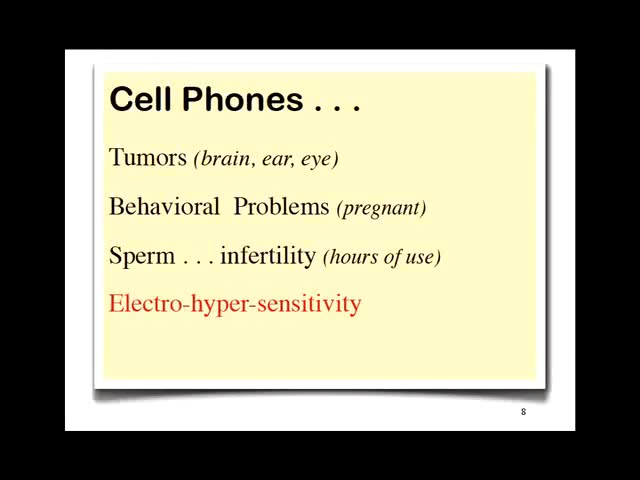 Cell Phones . . .
Tumors (brain, ear, eye)
Behavioral Problems (pregnant)
Sperm . . . infertility (hours of use)
Electro-hyper-sensitivity
8